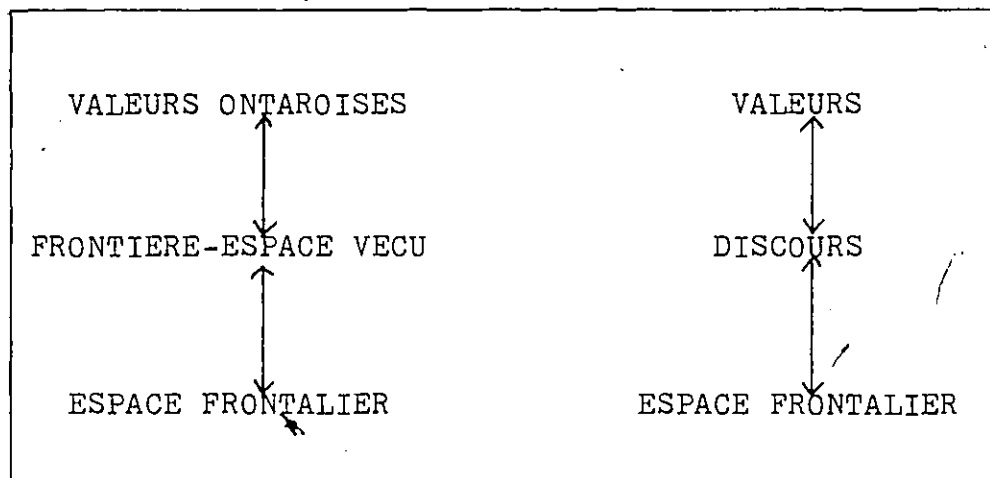 VALEURS ONTAROISES VALEURS
FRONTIERE-ESPACE VECU DISCOURS
ESPACE FRONTALIER ESPACE FRONTALIER